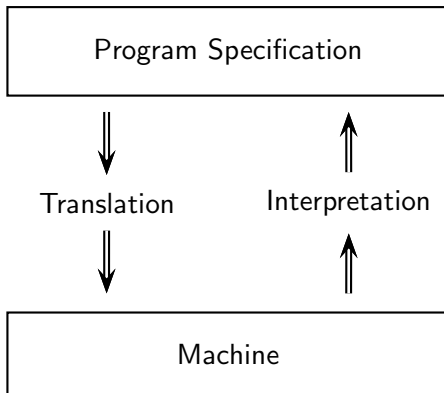 Program Specification
Translation
Interpretation
Machine